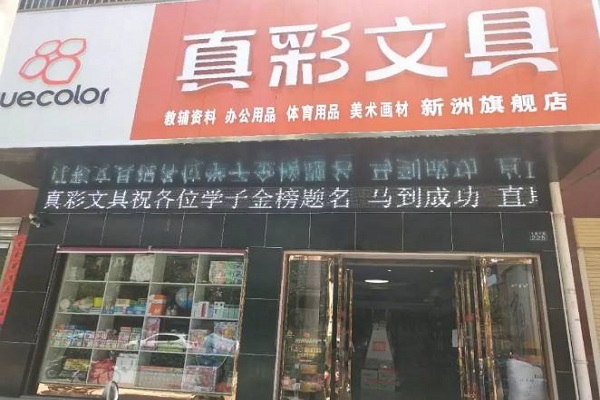 真彩文具
uecolor
教辅资料 办公用品 体育用品 美术画材 新洲旗舰店
真彩文具祝各位学子金榜题名 马到成功 直